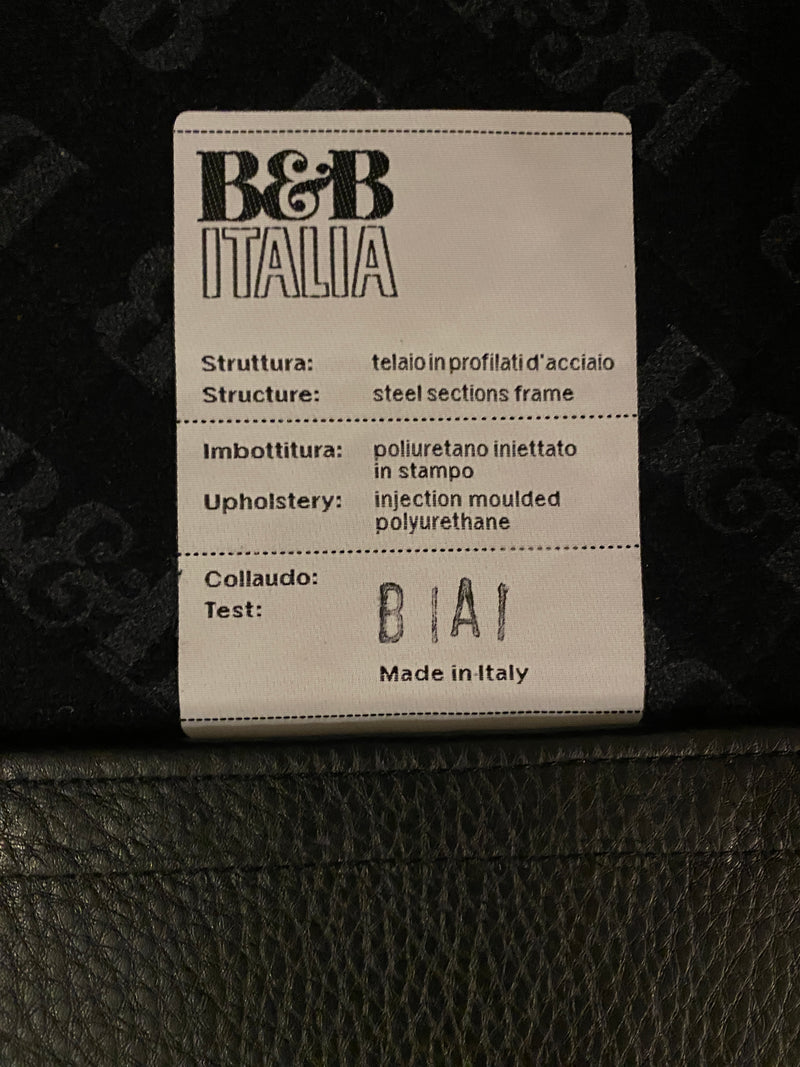 B&B
ITALIA
Struttura: telaio in profilati d'acciaio
Structure: steel sections frame
Imbottitura: poliuretano iniettato
in stampo
Upholstery: injection moulded
polyurethane
Collaudo:
Test: B IAI
Made in Italy